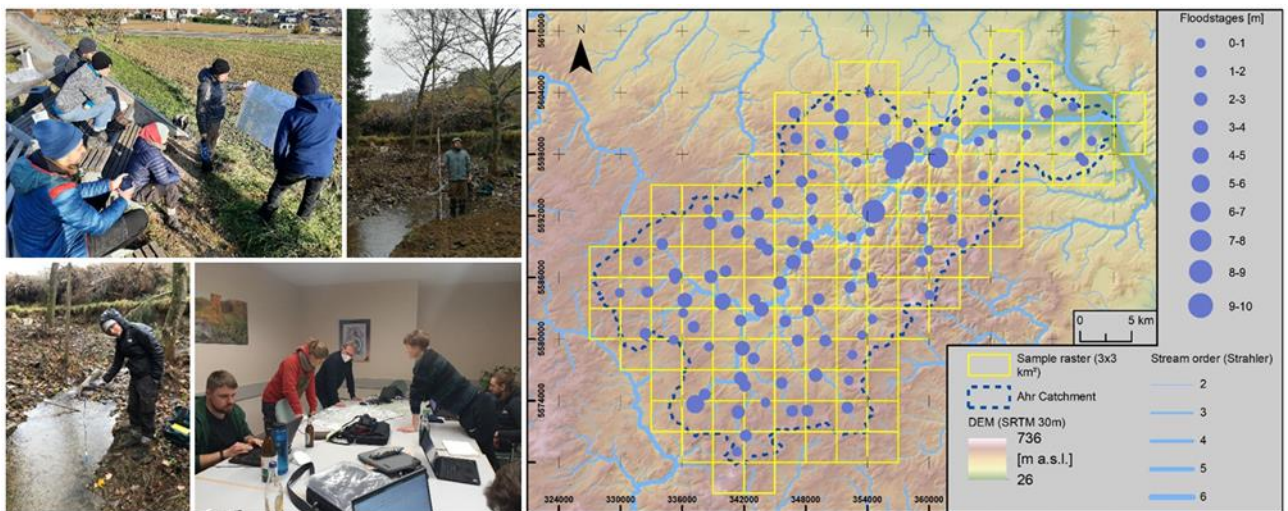 N
5610000
5604000
5598000
5592000
5586000
5580000
5574000
324000 330000 336000 342000 348000 354000 360000
0 5 km
Floodstages [m]
0-1
1-2
2-3
3-4
4-5
5-6
6-7
7-8
8-9
9-10
Sample raster (3x3
km²)
Ahr Catchment
DEM (SRTM 30m)
736
[m a.s.l.]
26
Stream order (Strahler)
2
3
4
5
6